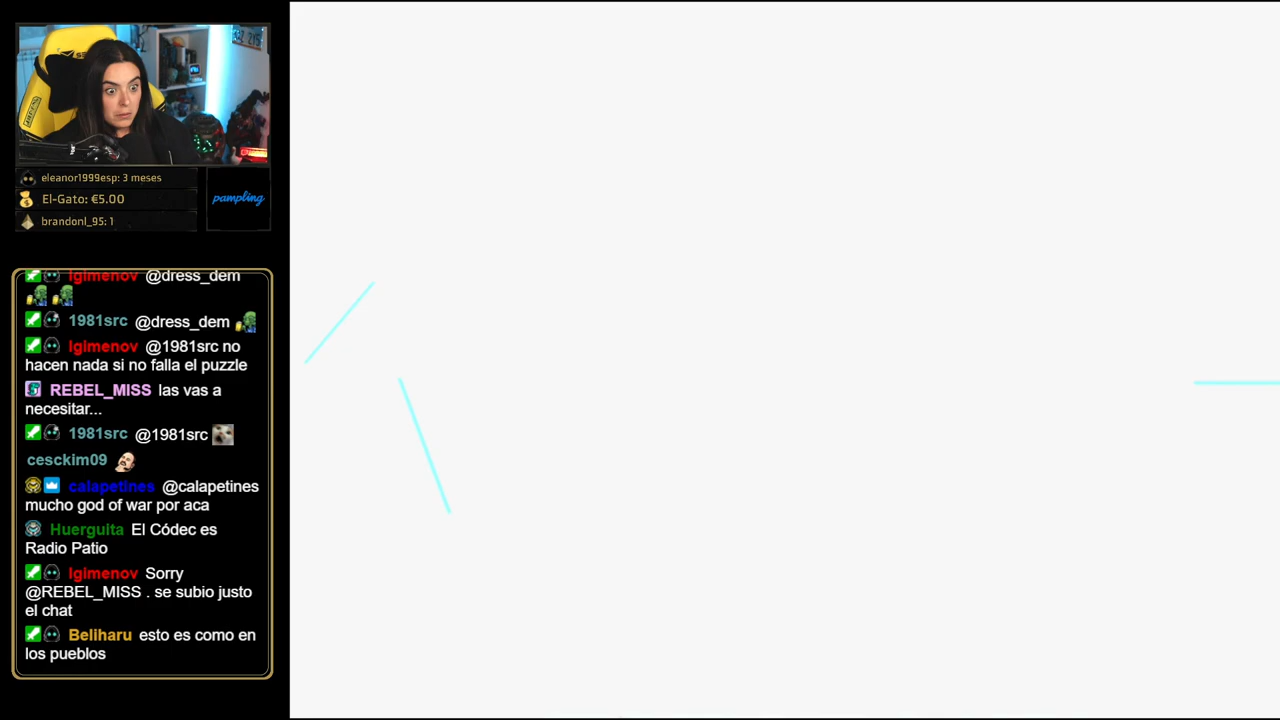 eleanor1999esp: 3 meses
El-Gato: €5.00
brandonl_95: 1
pampling
Igimenov @dress_dem
1981src @dress_dem
Igimenov @1981src no
hacen nada si no falla el puzzle
REBEL_MISS las vas a
necesitar...
1981src @1981src
cesckim09
calapetines @calapetines
mucho god of war por aca
Huerguita El Códec es
Radio Patio
Igimenov Sorry
@REBEL_MISS . se subio justo
el chat
Beliharu esto es como en
los pueblos